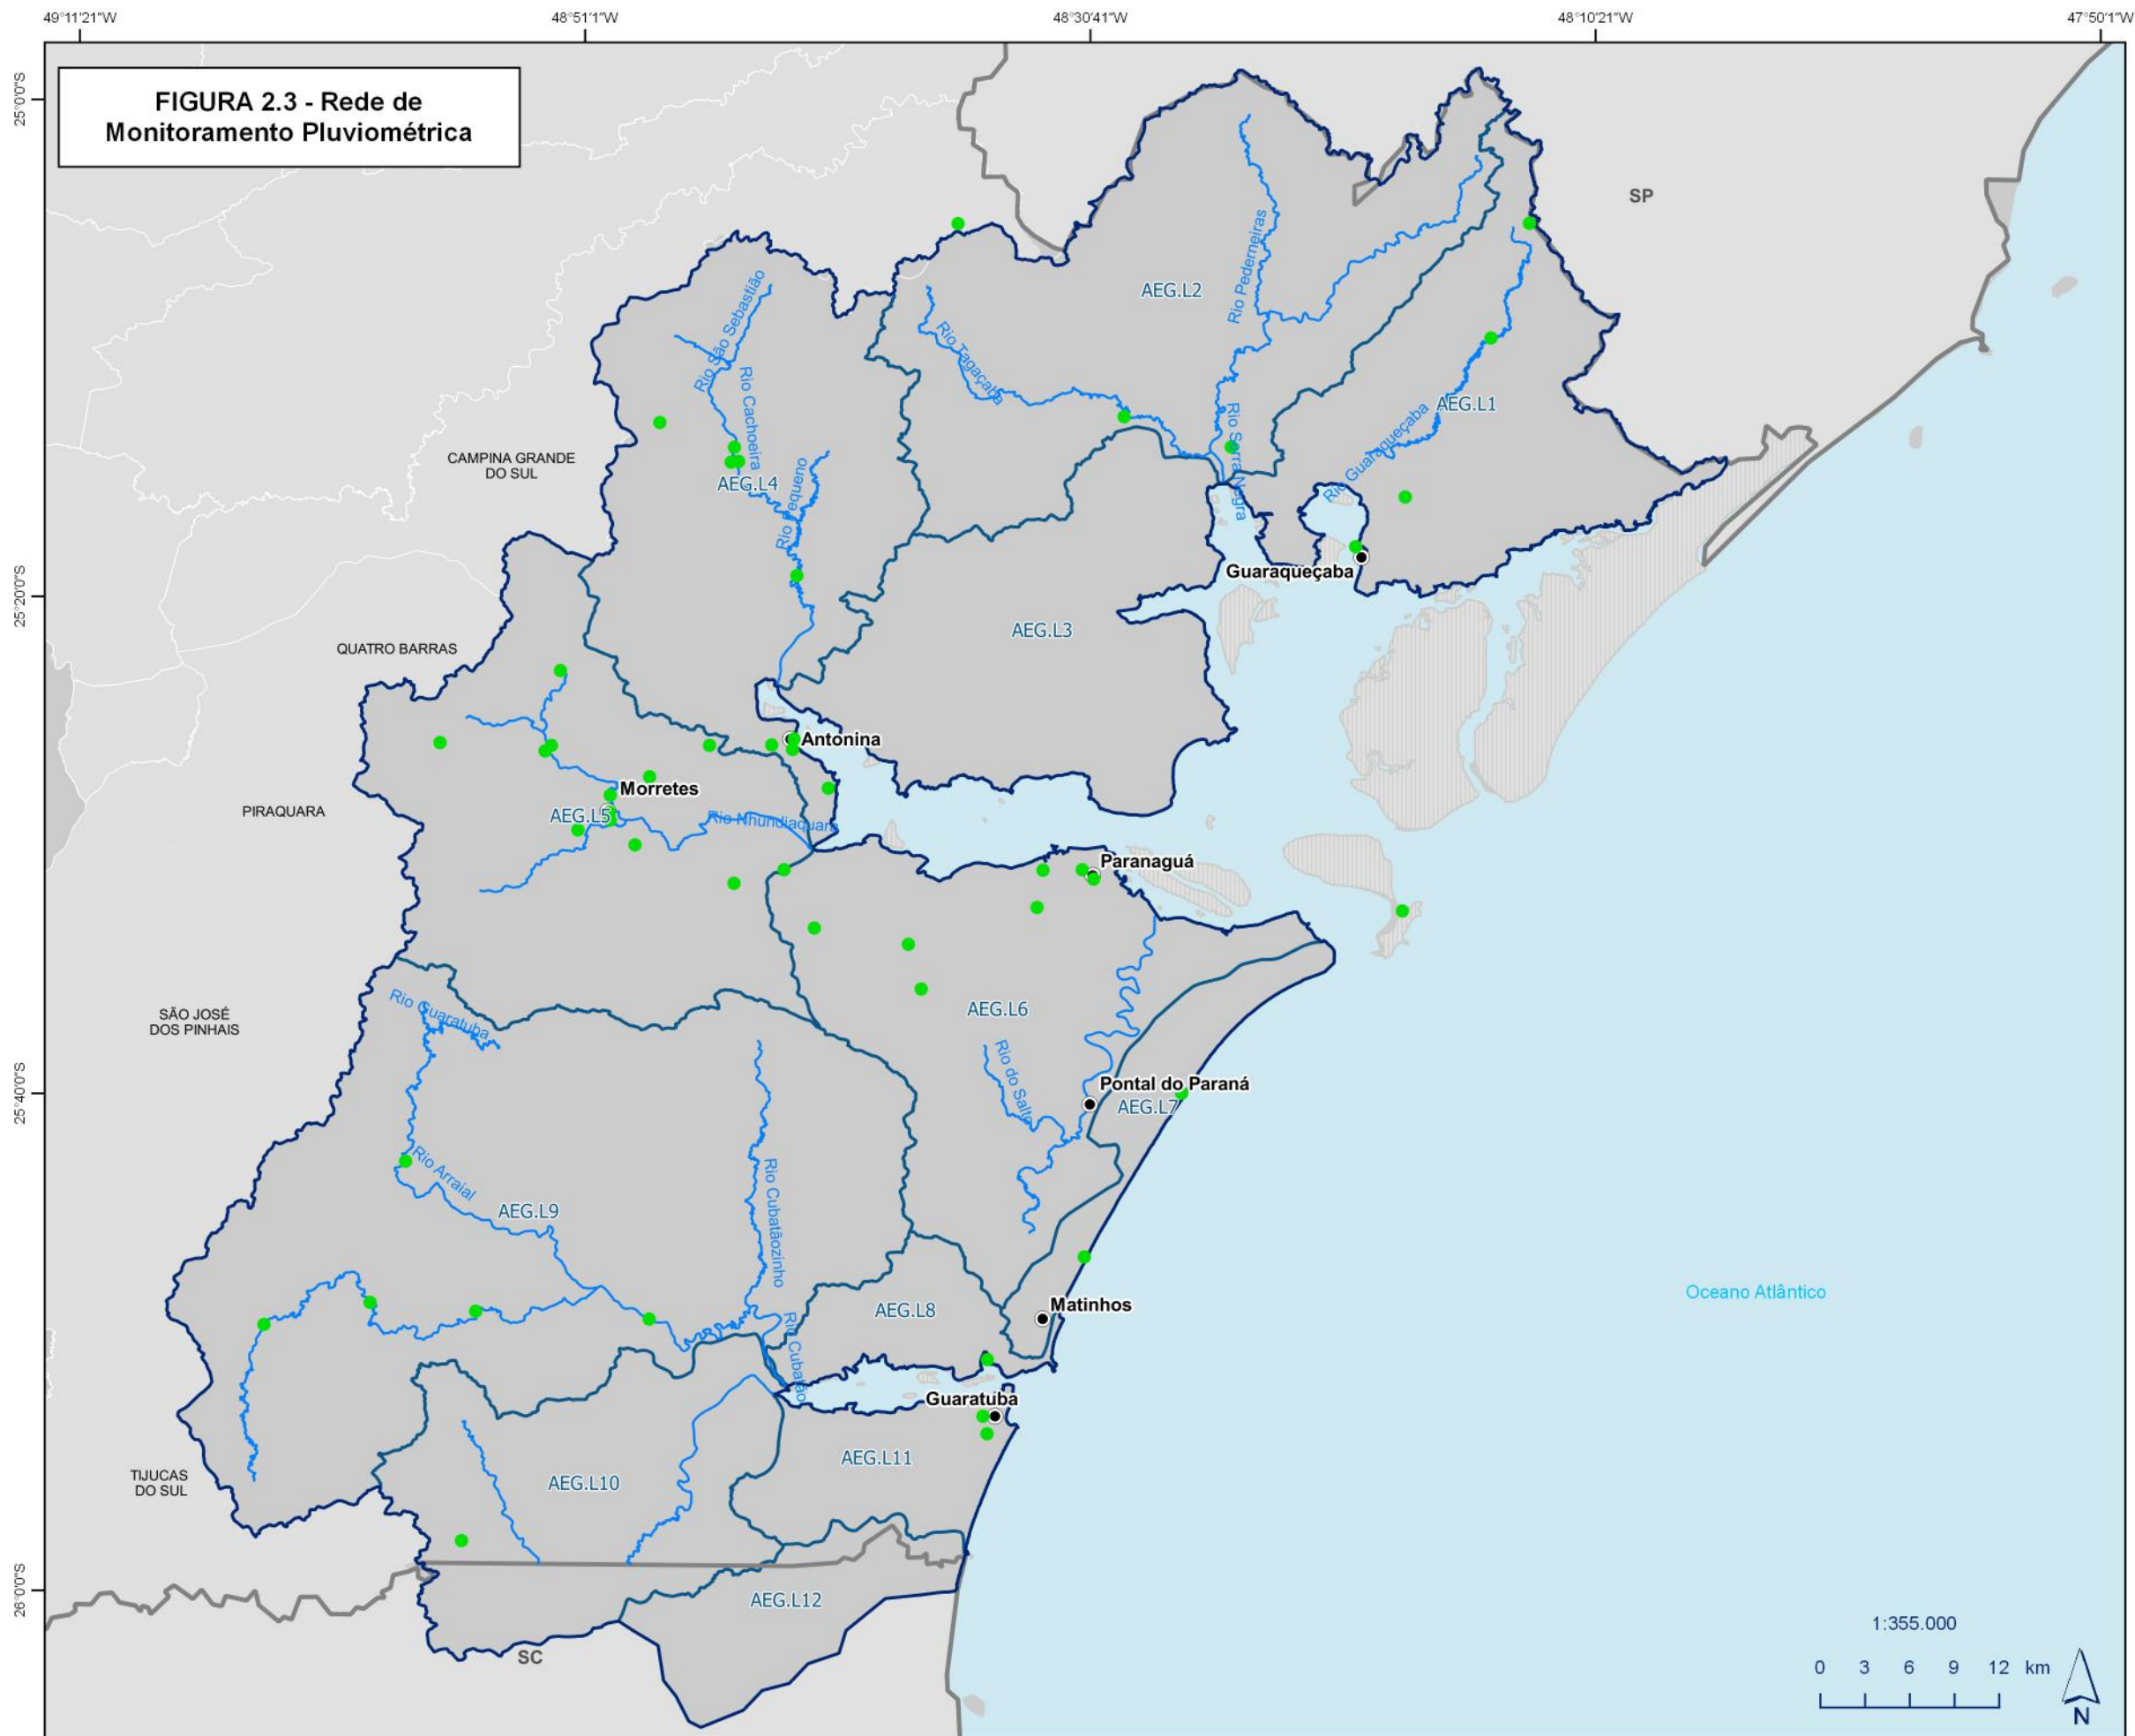 49°11'21"W
48°51'1"W
48°30'41"W
48°10'21"W
47°50'1"W
25°0'0"S
25°20'0"S
25°40'0"S
26°0'0"S
FIGURA 2.3 - Rede de
Monitoramento Pluviométrica
SP
AEG.L2
Rio Pederneiras
Rio São Sebastião
Rio Tagaçaba
Rio Cachoeira
AEG.L1
Rio Guaraqueçaba
Rio Serra Negra
CAMPINA GRANDE
DO SUL
AEG.L4
Rio Pequeno
Guaraqueçaba
AEG.L3
QUATRO BARRAS
Antonina
Morretes
PIRAQUARA
AEG.L5
Rio Nhundiaquara
Paranaguá
Rio Guaratuba
SÃO JOSÉ
DOS PINHAIS
AEG.L6
Rio do Salto
Pontal do Paraná
AEG.L7
Rio Arraial
AEG.L9
Rio Cubatãozinho
Oceano Atlântico
Matinhos
AEG.L8
Rio Cubatão
Guaratuba
AEG.L11
TIJUCAS
DO SUL
AEG.L10
AEG.L12
SC
1:355.000
0 3 6 9 12 km
N